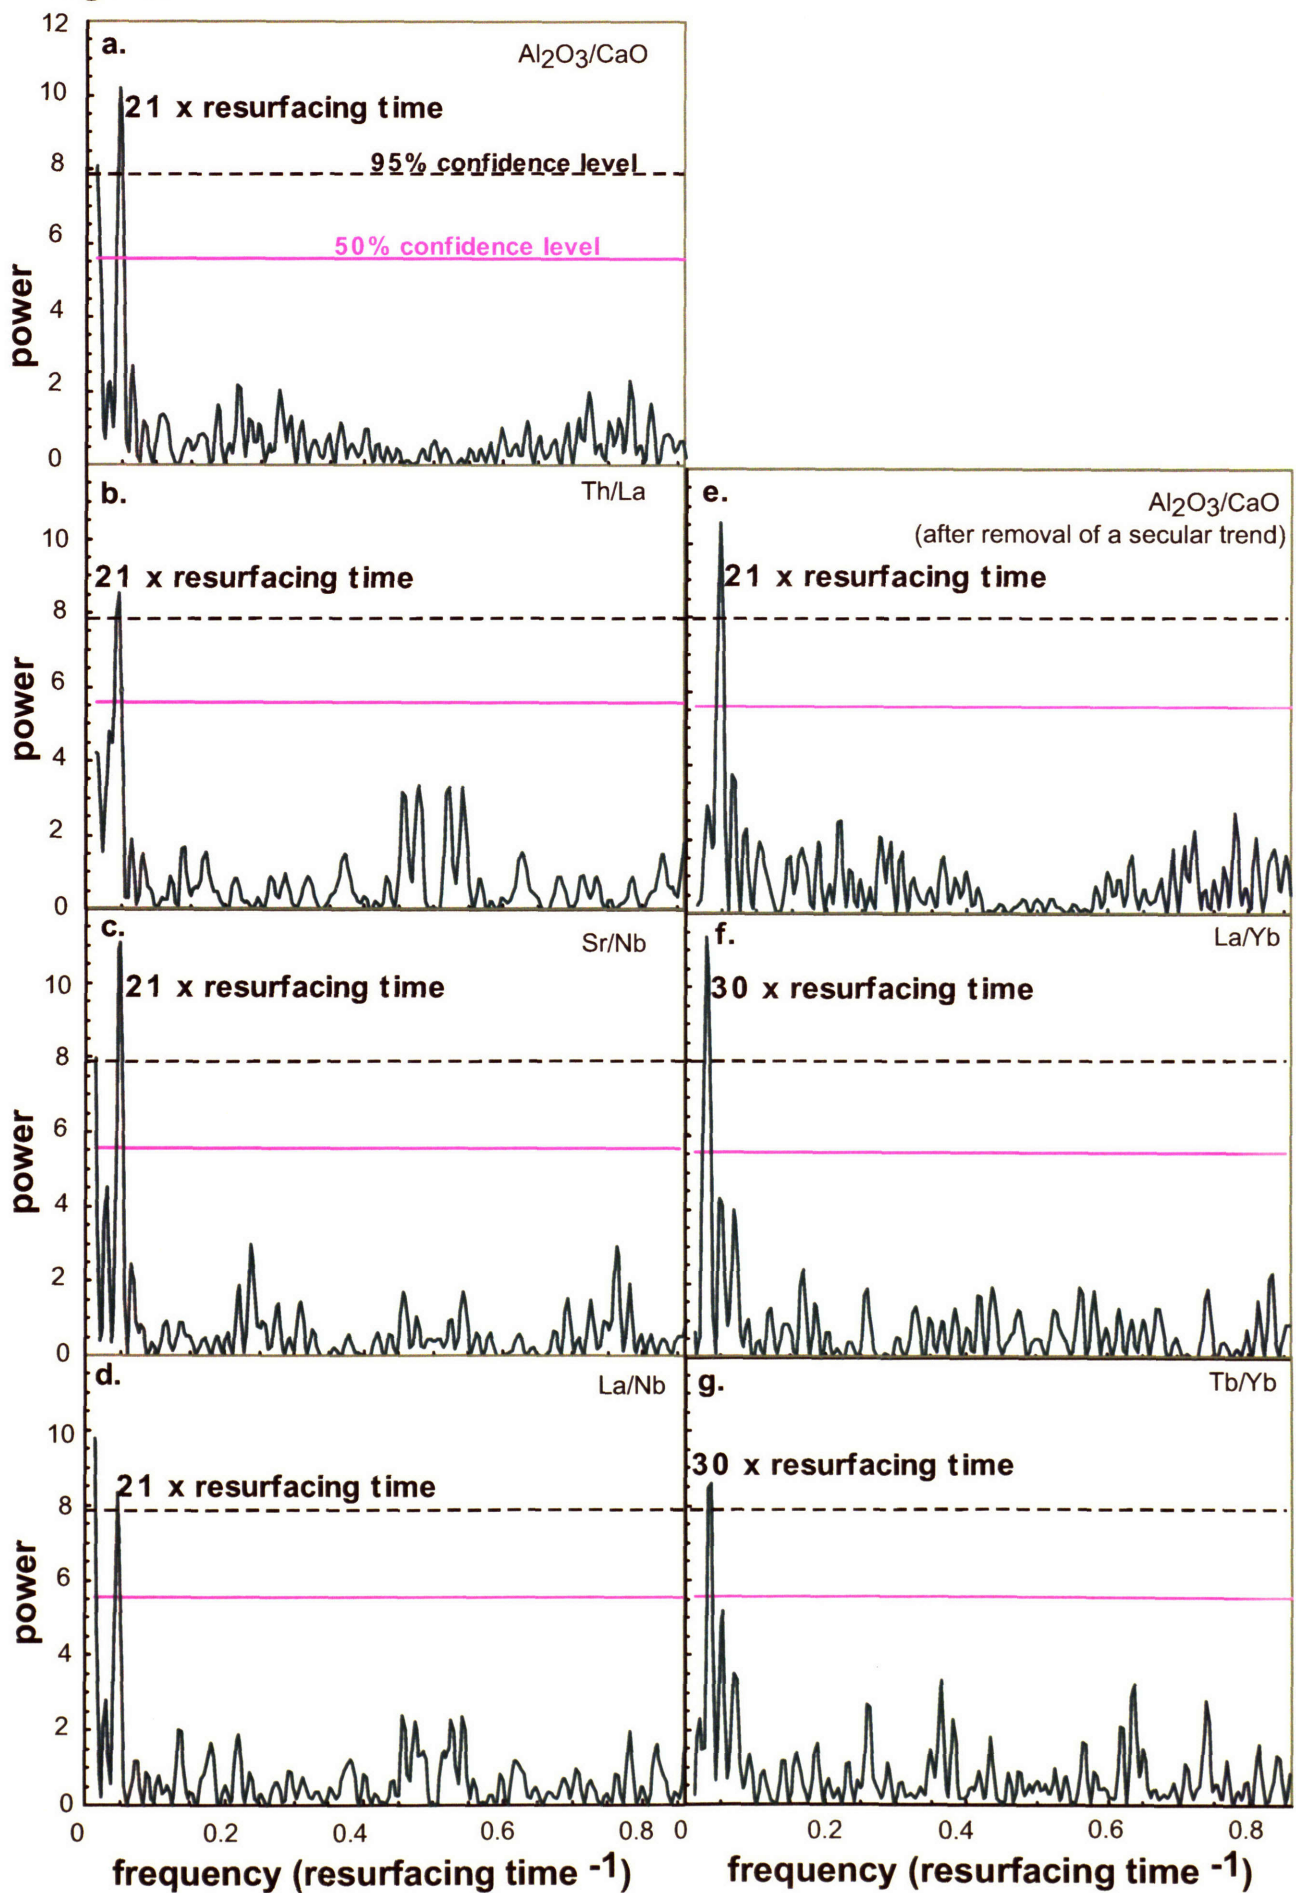 12
a.
Al2O3/CaO
10
21 x resurfacing time
8
95% confidence level
6
50% confidence level
power
4
2
0
b.
Th/La
10
21 x resurfacing time
8
6
power
4
2
0
e.
Al2O3/CaO
(after removal of a secular trend)
21 x resurfacing time
c.
Sr/Nb
10
21 x resurfacing time
8
6
power
4
2
0
f.
La/Yb
30 x resurfacing time
d.
La/Nb
10
21 x resurfacing time
8
6
power
4
2
0
g.
Tb/Yb
30 x resurfacing time
0 0.2 0.4 0.6 0.8
0 0.2 0.4 0.6 0.8
frequency (resurfacing time -1)
frequency (resurfacing time -1)